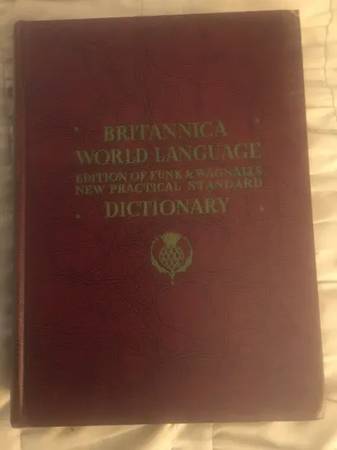 BRITANNICA
WORLD LANGUAGE
EDITION OF FUNK & WAGNALLS
NEW PRACTICAL STANDARD
DICTIONARY